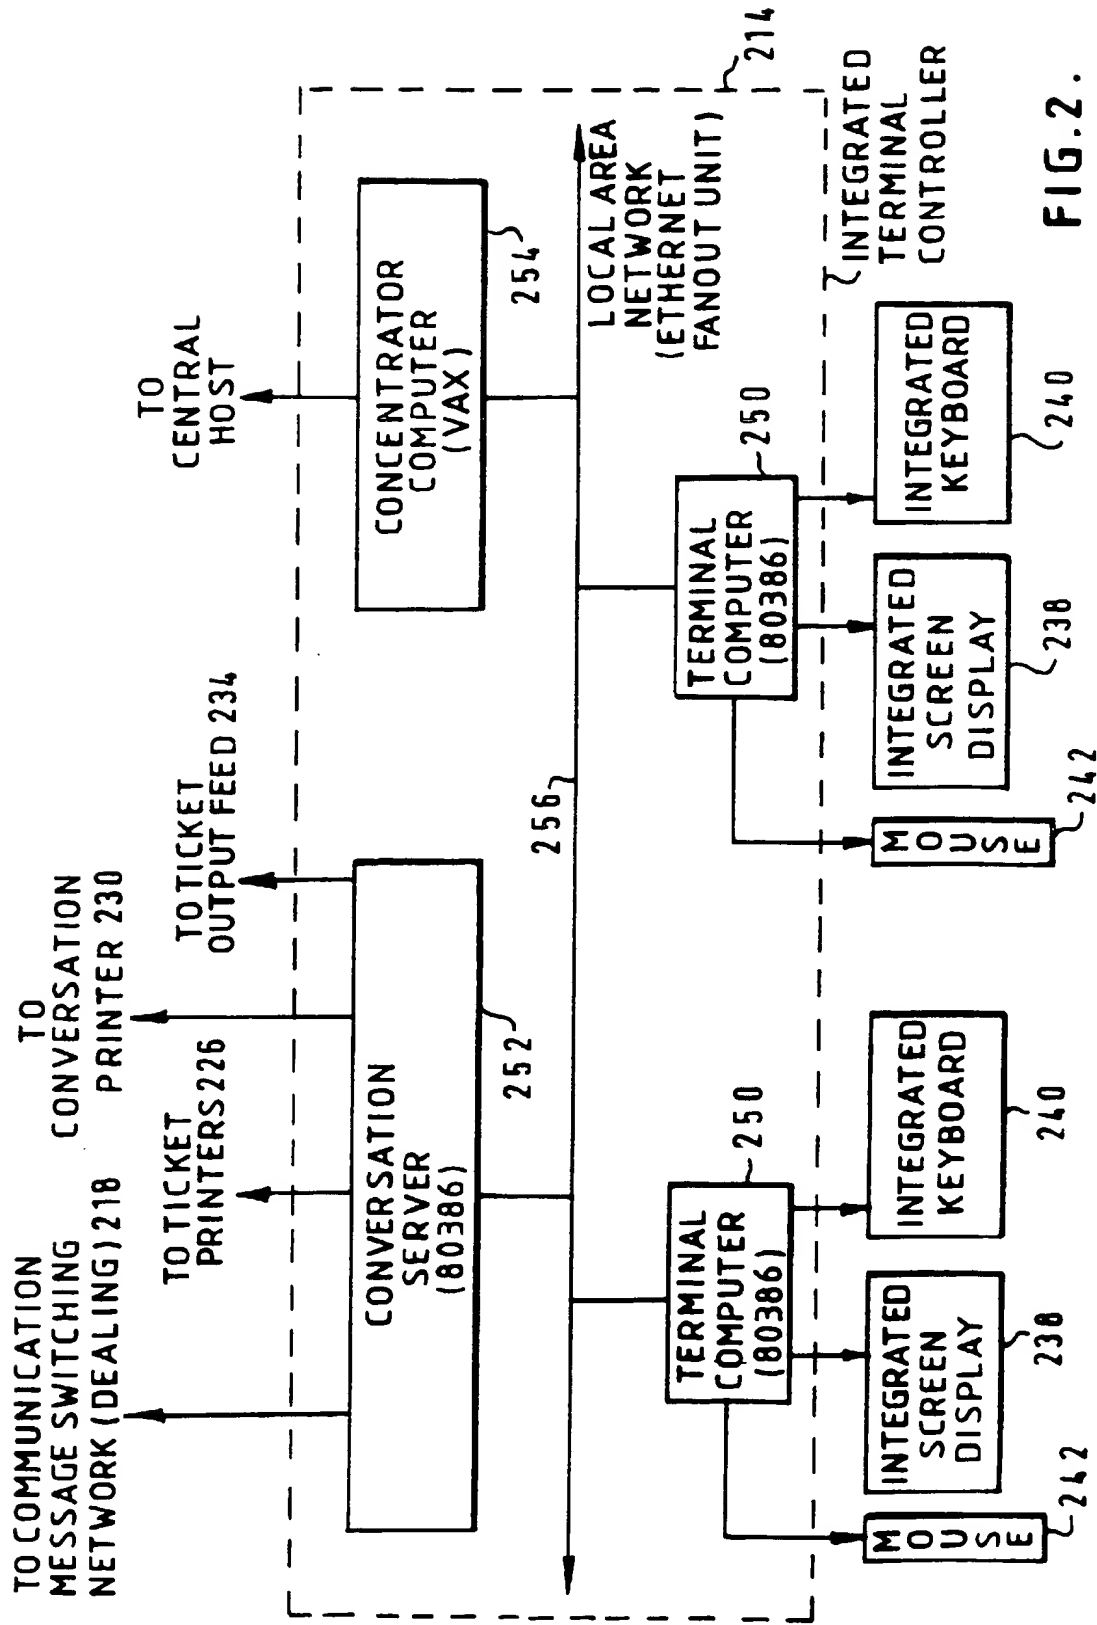 TO COMMUNICATION
MESSAGE SWITCHING
NETWORK (DEALING) 218
TO
CONVERSATION
PRINTER 230
TO TICKET
PRINTERS 226
TO TICKET
OUTPUT FEED 234
TO
CENTRAL
HOST
CONVERSATION
SERVER
(80386)
252
CONCENTRATOR
COMPUTER
(VAX)
254
256
LOCAL AREA
NETWORK
(ETHERNET
FANOUT UNIT)
214
TERMINAL
COMPUTER
(80386)
250
TERMINAL
COMPUTER
(80386)
250
INTEGRATED
TERMINAL
CONTROLLER
MOUSE
242
INTEGRATED
SCREEN
DISPLAY
238
INTEGRATED
KEYBOARD
240
MOUSE
242
INTEGRATED
SCREEN
DISPLAY
238
INTEGRATED
KEYBOARD
240
FIG. 2.